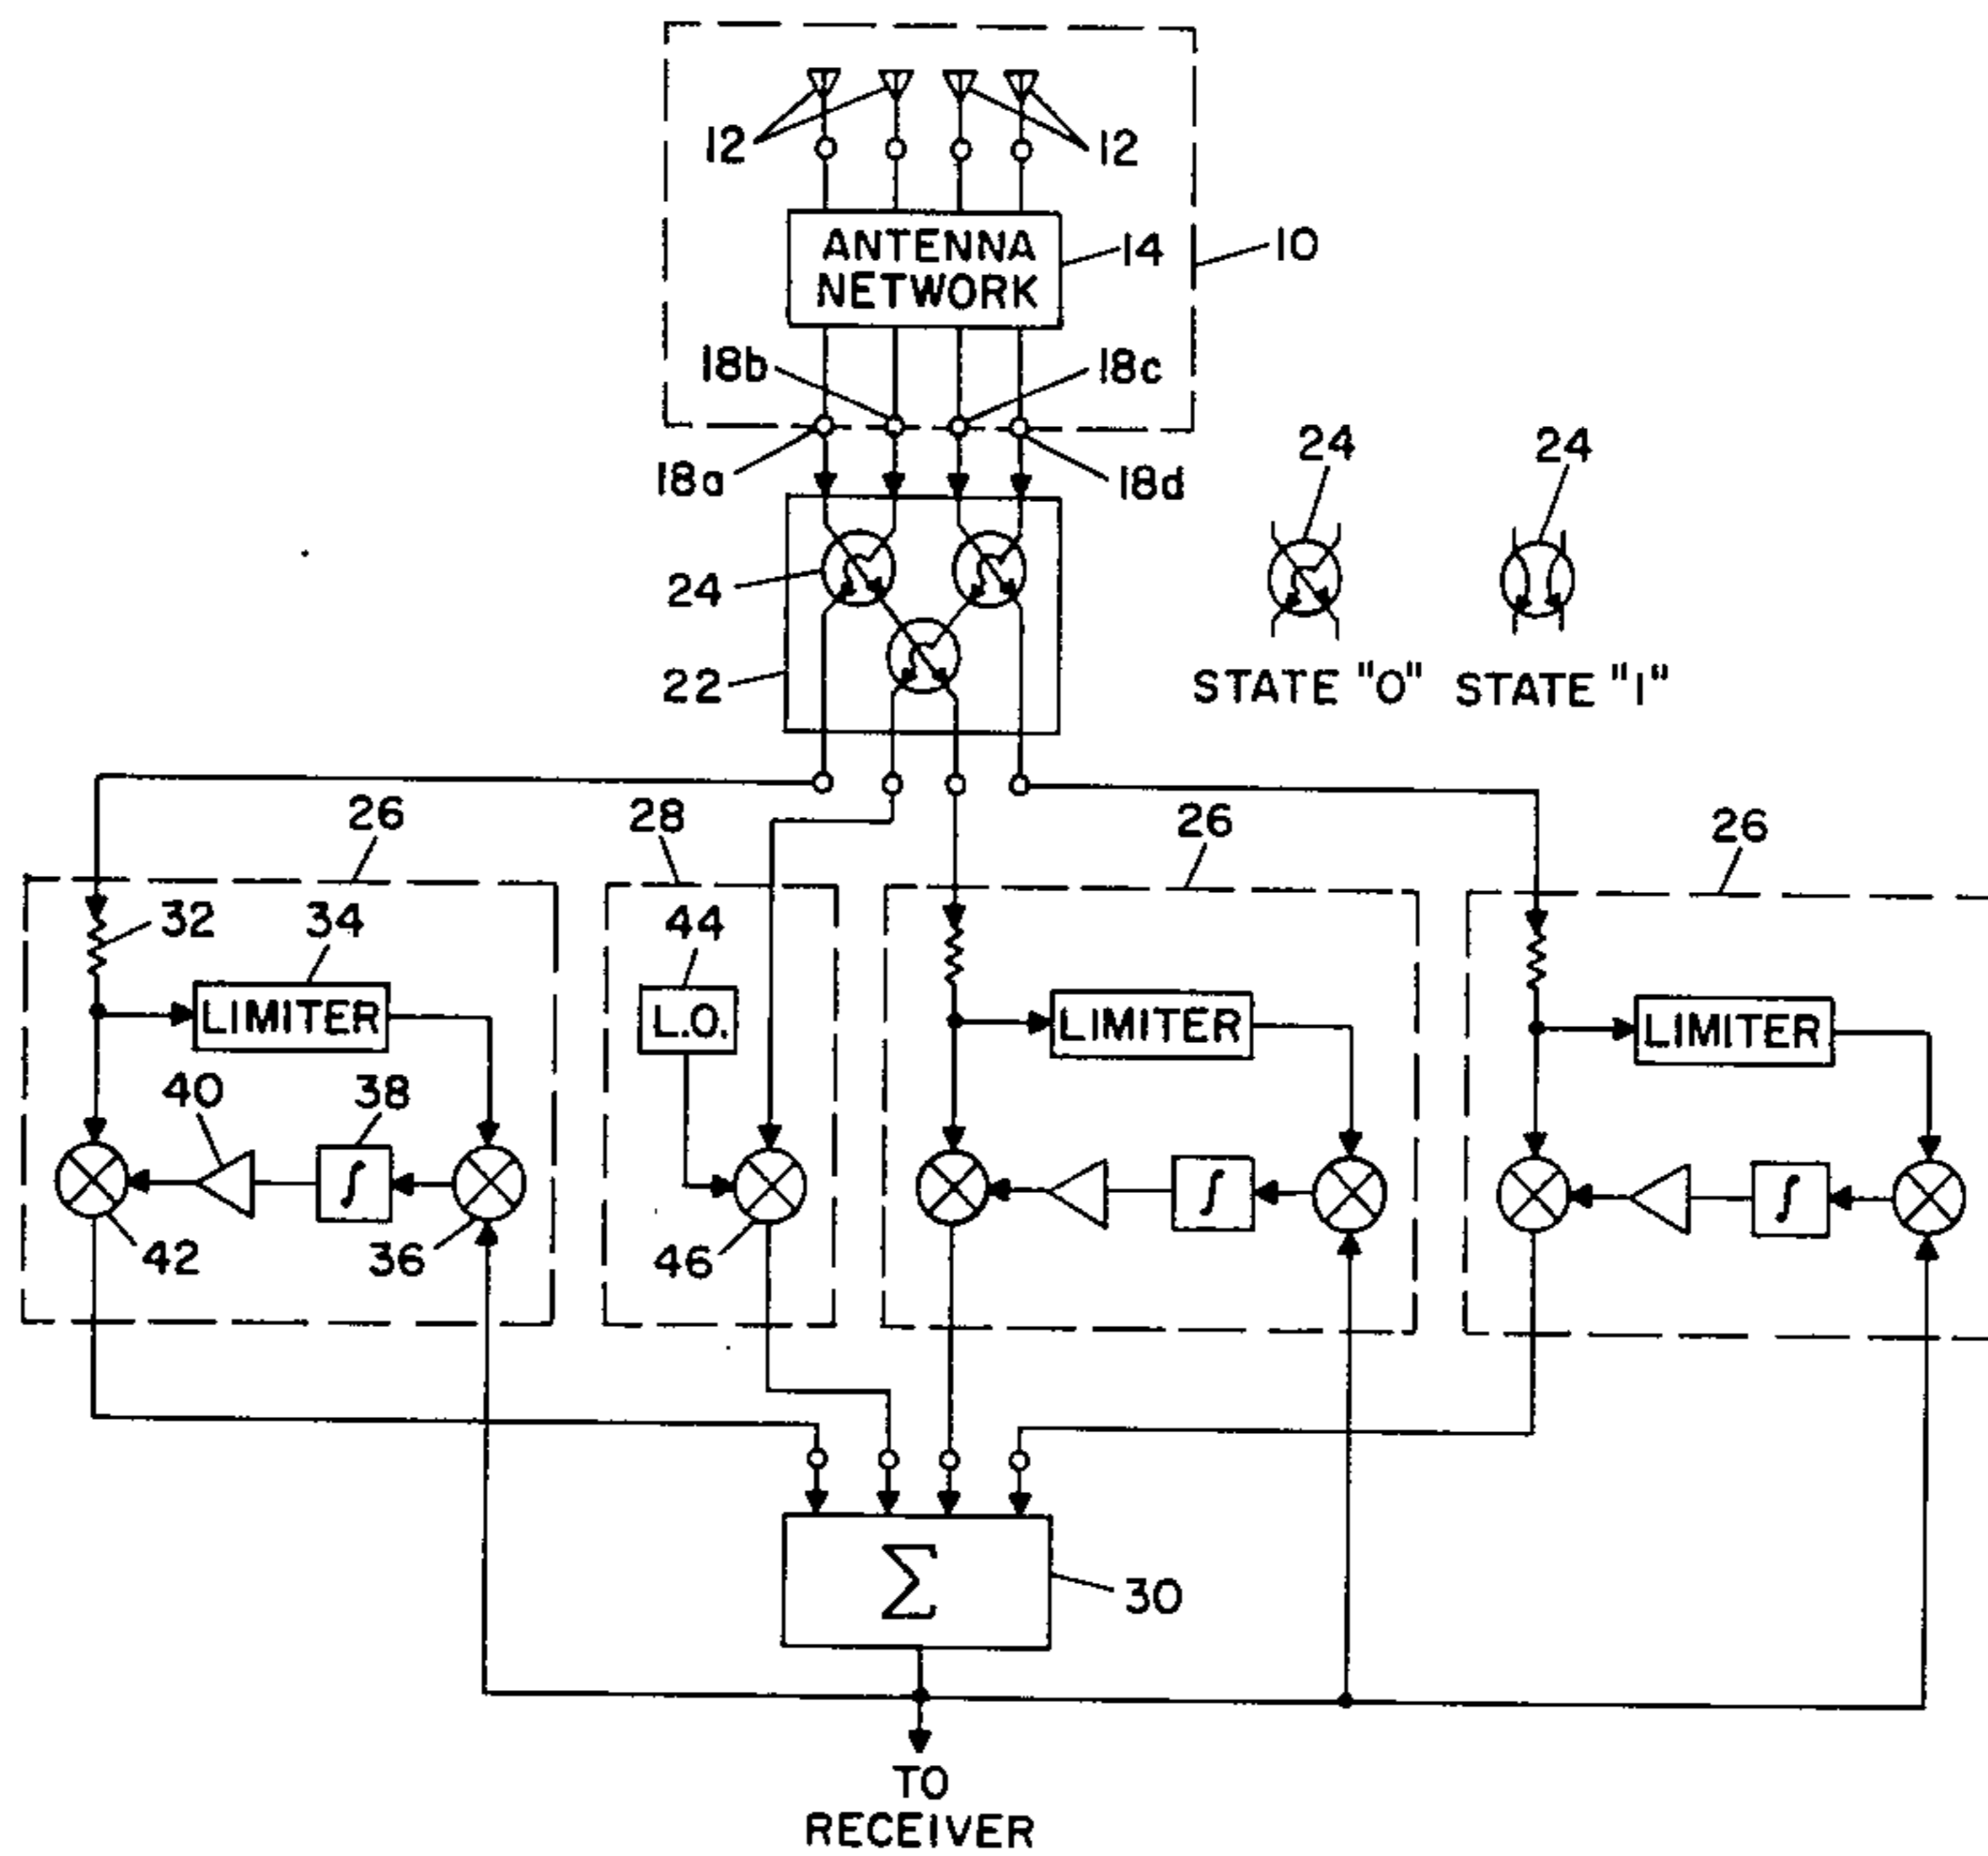 12
12
ANTENNA
NETWORK
14
10
18b
18c
18a
18d
24
24
24
22
STATE "0" STATE "1"
26
28
26
26
32
34
44
LIMITER
L.O.
LIMITER
LIMITER
40
38
∫
∫
∫
42
36
46
Σ
30
TO
RECEIVER